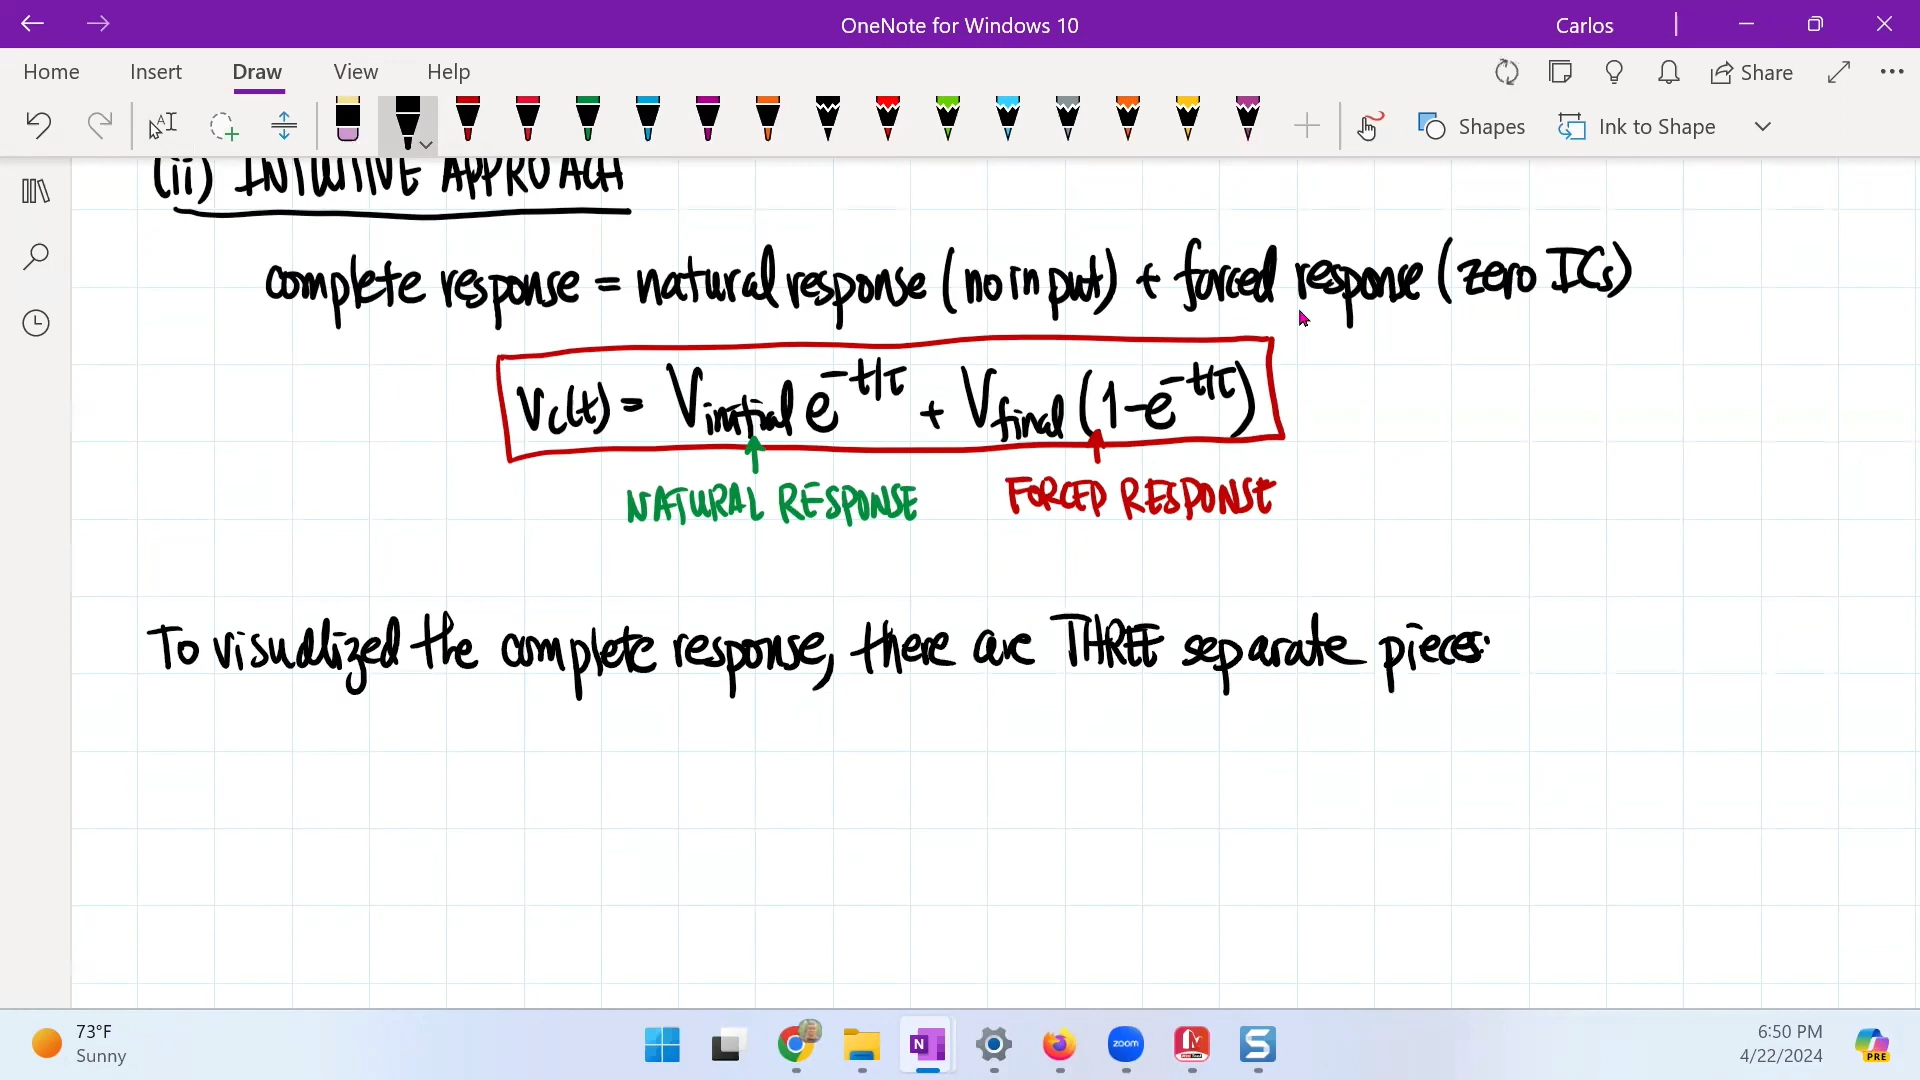 OneNote for Windows 10
Carlos
Home Insert Draw View Help
Share
Shapes
Ink to Shape
(ii) INTUITIVE APPROACH
complete response = natural response (no input) + forced response (zero ICs)
Vc(t) = Vinitial e^-t/τ + Vfinal (1-e^-t/τ)
NATURAL RESPONSE
FORCED RESPONSE
To visualized the complete response, there are THREE separate pieces:
73°F
Sunny
N
zoom
S
6:50 PM
4/22/2024
PRE